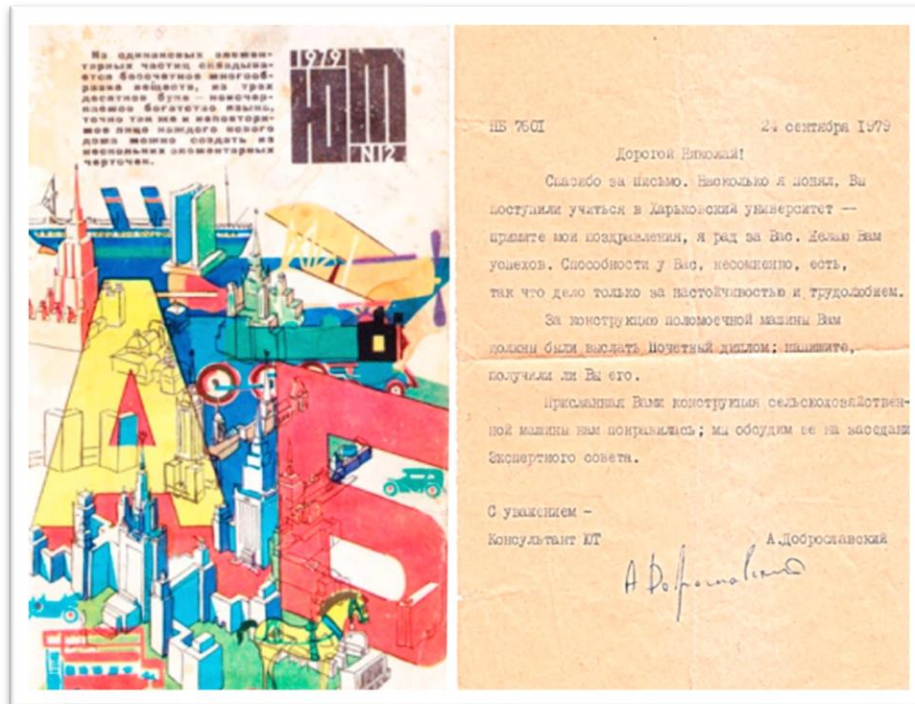 Из одинаковых элемен-
тарных частиц складыва-
ется бессчетное многооб-
разие веществ, из трех
десятков букв — неисчер-
паемое богатство языка,
точно так же и неповтори-
мое лицо каждого нового
дома можно создать из
нескольких элементарных
черточек.
1979
ЮТ
N12
А
Б
НБ 7601
24 сентября 1979
Дорогой Николай!
Спасибо за письмо. Насколько я понял, Вы
поступили учиться в Харьковский университет —
примите мои поздравления, я рад за Вас. Желаю Вам
успехов. Способности у Вас, несомненно, есть,
так что дело только за настойчивостью и трудолюбием.
За конструкцию поломоечной машины Вам
должны были выслать Почетный диплом; напишите,
получили ли Вы его.
Присланная Вами конструкция сельскохозяйствен-
ной машины нам понравилась; мы обсудим ее на заседани
Экспертного совета.
С уважением -
Консультант ЮТ
А.Доброславский
А Доброславский